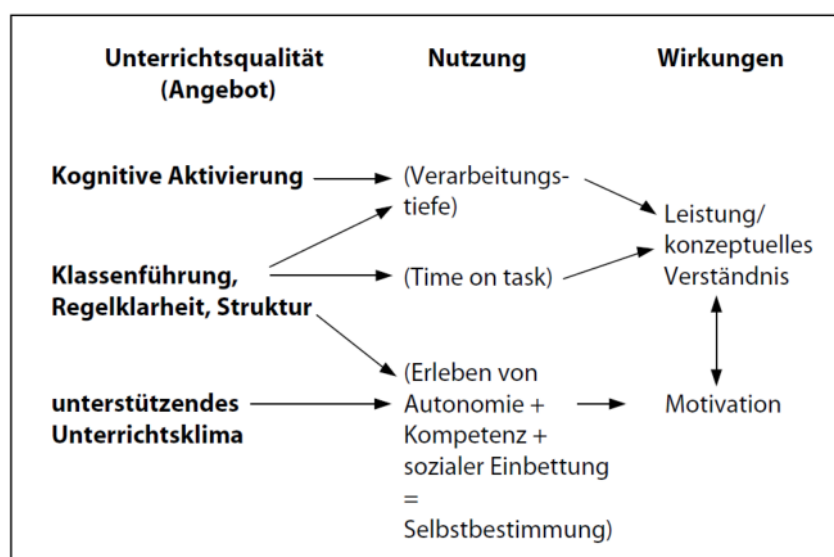 Unterrichtsqualität
(Angebot)
Nutzung
Wirkungen
Kognitive Aktivierung
(Verarbeitungs-
tiefe)
Leistung/
konzeptuelles
Verständnis
Klassenführung,
Regelklarheit, Struktur
(Time on task)
unterstützendes
Unterrichtsklima
(Erleben von
Autonomie +
Kompetenz +
sozialer Einbettung
=
Selbstbestimmung)
Motivation